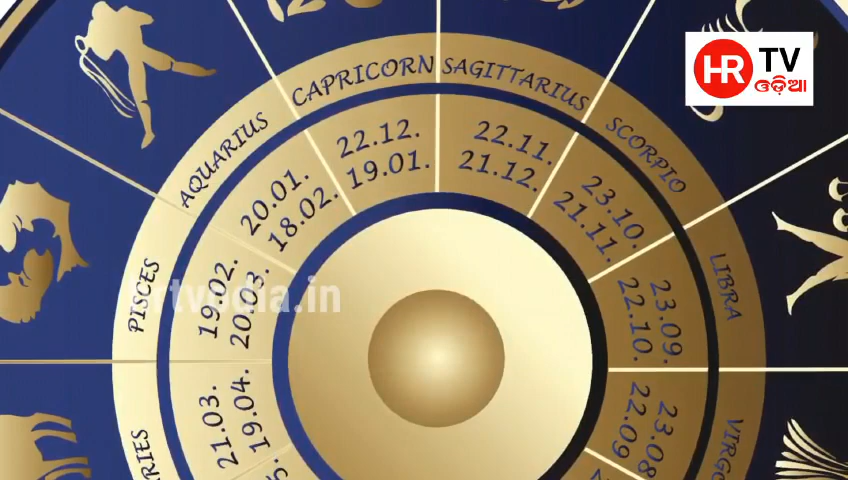 HR TV
ଓଡ଼ିଆ
CAPRICORN
22.12.
19.01.
SAGITTARIUS
22.11.
21.12.
SCORPIO
23.10.
21.11.
LIBRA
23.09.
22.10.
VIRGO
23.08
22.09
AQUARIUS
20.01.
18.02.
PISCES
19.02.
20.03.
21.03.
19.04.